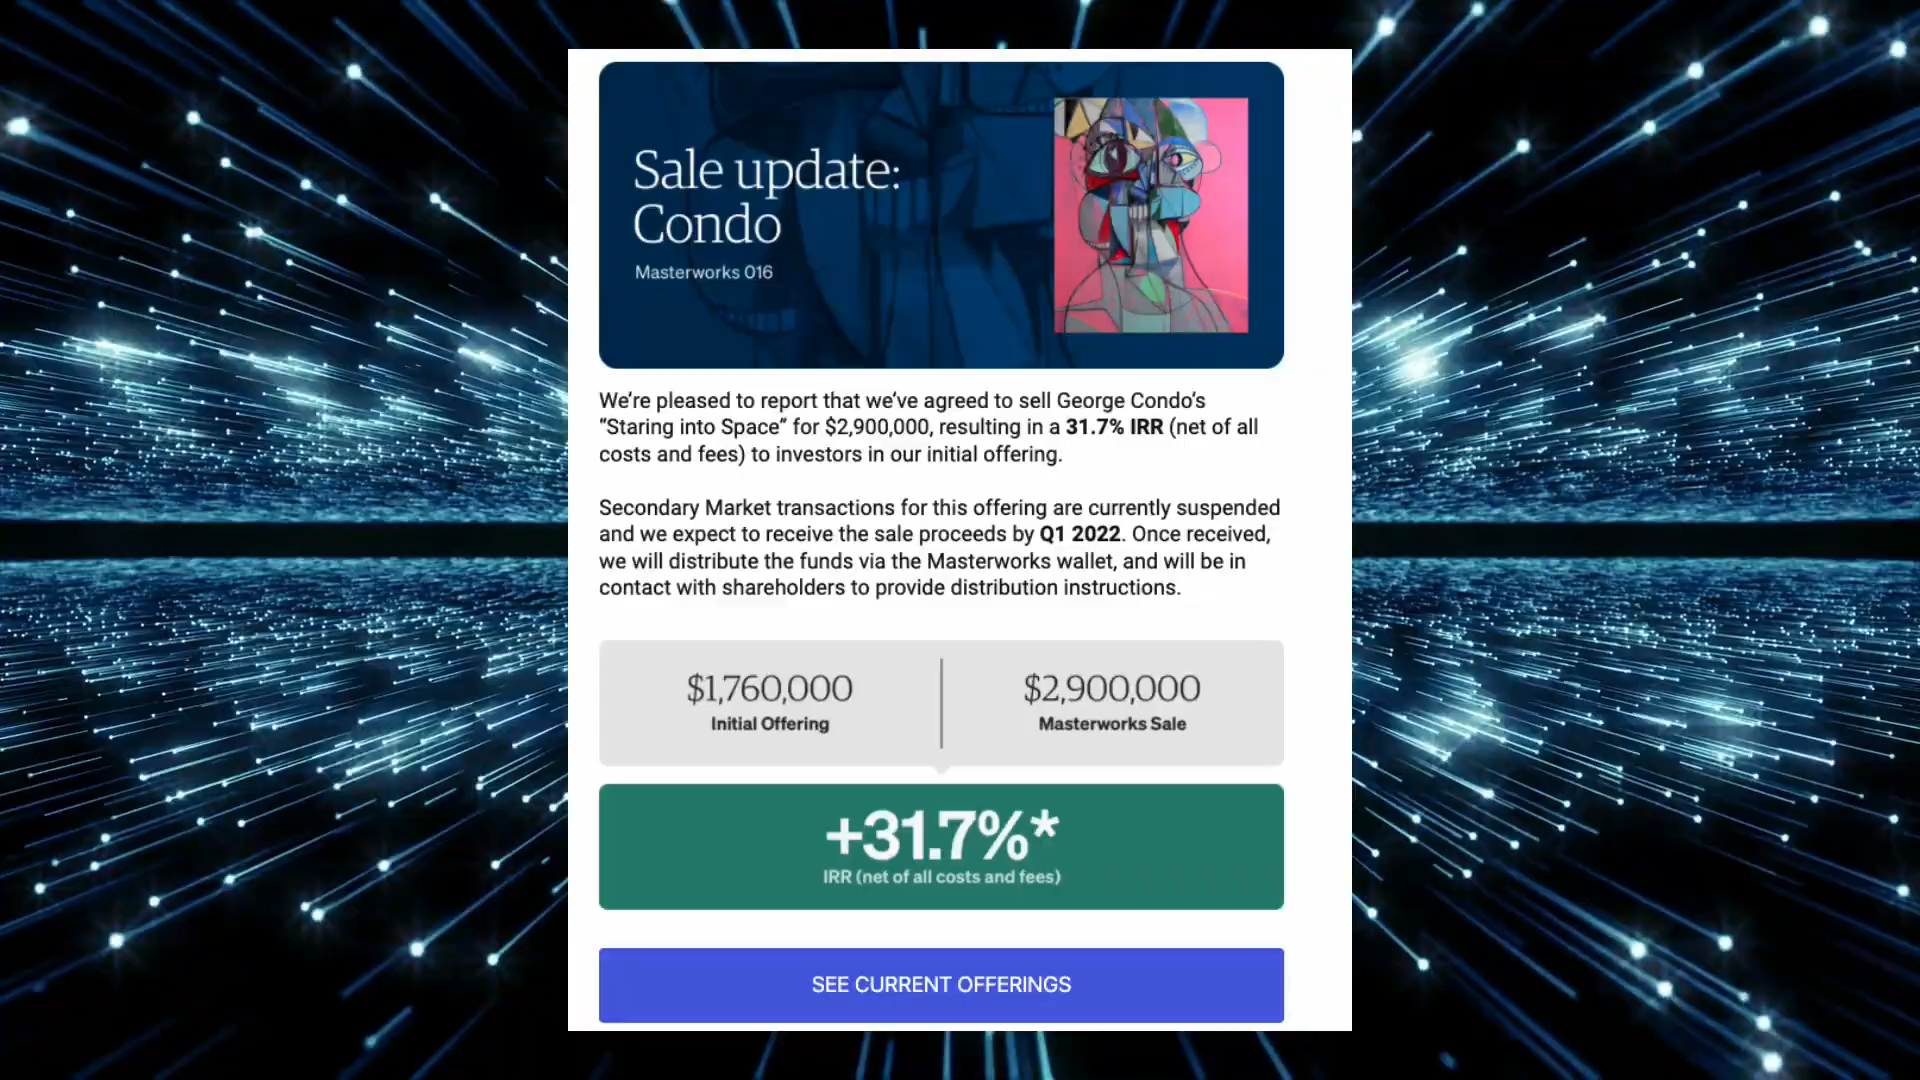 Sale update:
Condo
Masterworks 016
We’re pleased to report that we’ve agreed to sell George Condo’s
“Staring into Space” for $2,900,000, resulting in a 31.7% IRR (net of all
costs and fees) to investors in our initial offering.
Secondary Market transactions for this offering are currently suspended
and we expect to receive the sale proceeds by Q1 2022. Once received,
we will distribute the funds via the Masterworks wallet, and will be in
contact with shareholders to provide distribution instructions.
$1,760,000
Initial Offering
$2,900,000
Masterworks Sale
+31.7%*
IRR (net of all costs and fees)
SEE CURRENT OFFERINGS